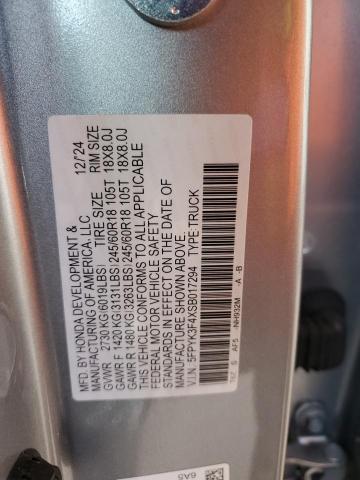 MFD. BY HONDA DEVELOPMENT & 12/24
MANUFACTURING OF AMERICA, LLC
TIRE SIZE RIM SIZE
GVWR 2730 KG (6019LBS)
GAWR F 1420 KG (3131LBS) 245/60R18 105T 18X8.0J
GAWR R 1480 KG (3263LBS) 245/60R18 105T 18X8.0J
THIS VEHICLE CONFORMS TO ALL APPLICABLE
FEDERAL MOTOR VEHICLE SAFETY
STANDARDS IN EFFECT ON THE DATE OF
MANUFACTURE SHOWN ABOVE.
V.I.N. 5FPYK3F4XSB017294 TYPE:TRUCK
S AF5 NH932M -A -B
6A5